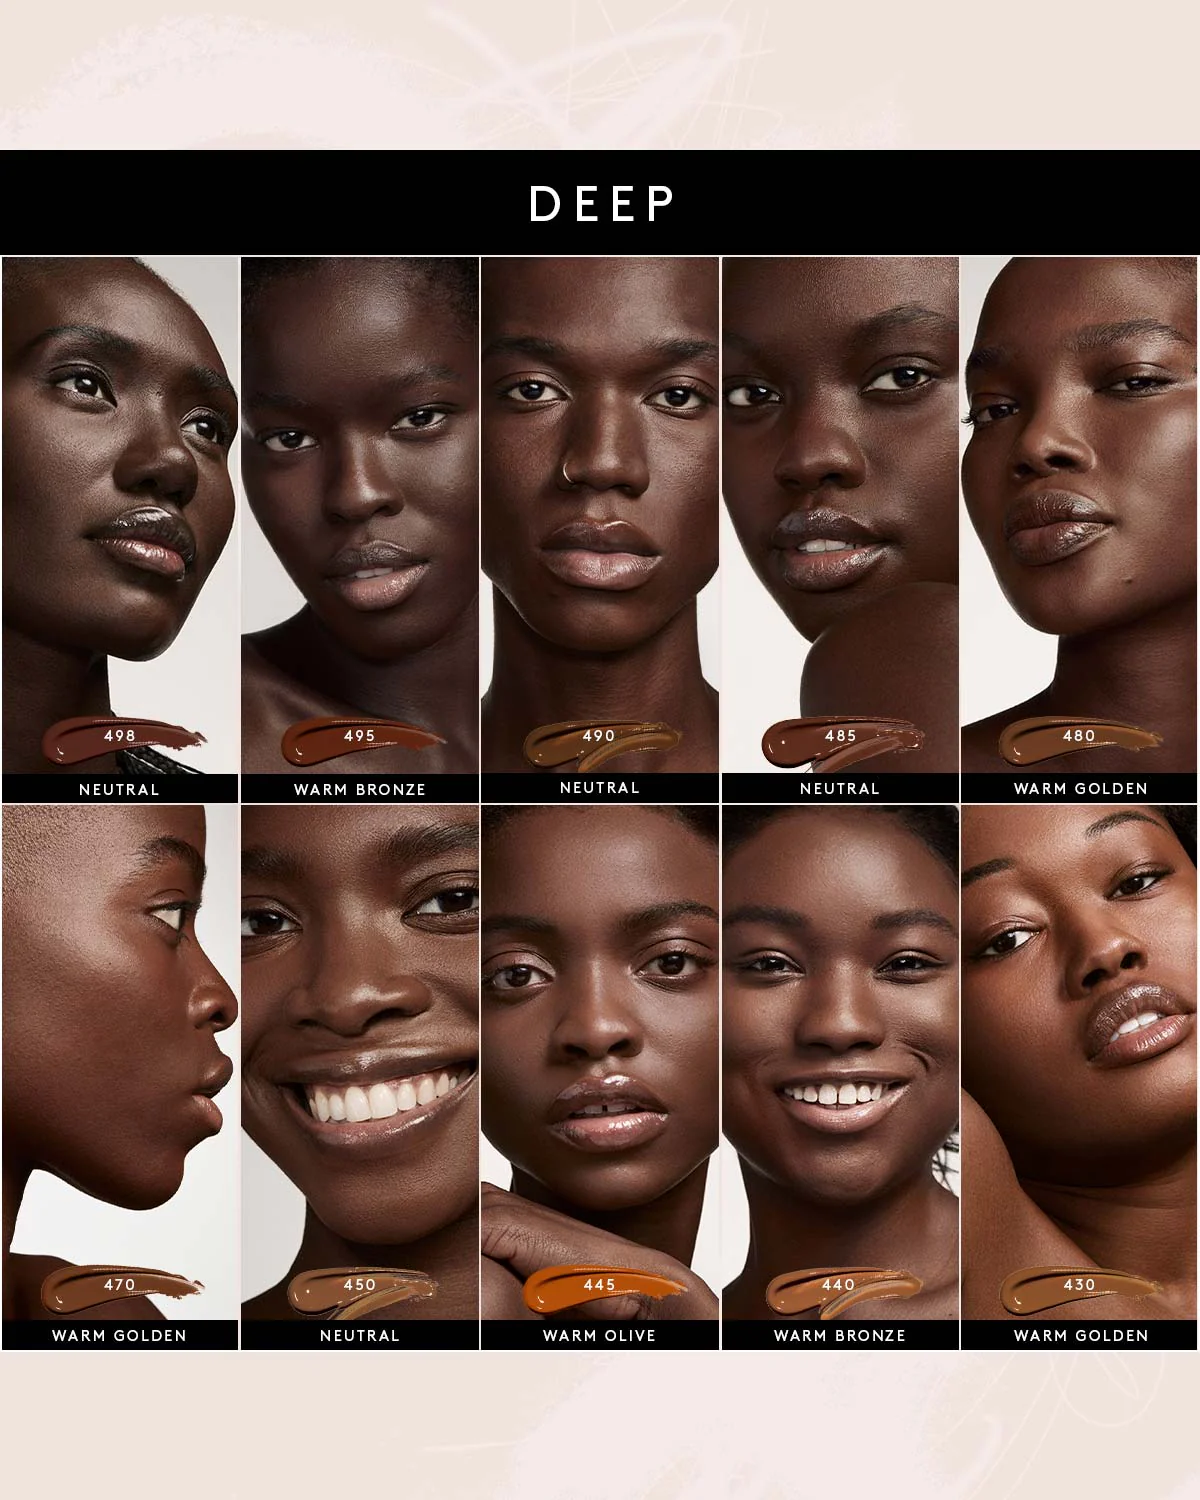 DEEP
498
495
490
485
480
NEUTRAL
WARM BRONZE
NEUTRAL
NEUTRAL
WARM GOLDEN
470
450
445
440
430
WARM GOLDEN
NEUTRAL
WARM OLIVE
WARM BRONZE
WARM GOLDEN